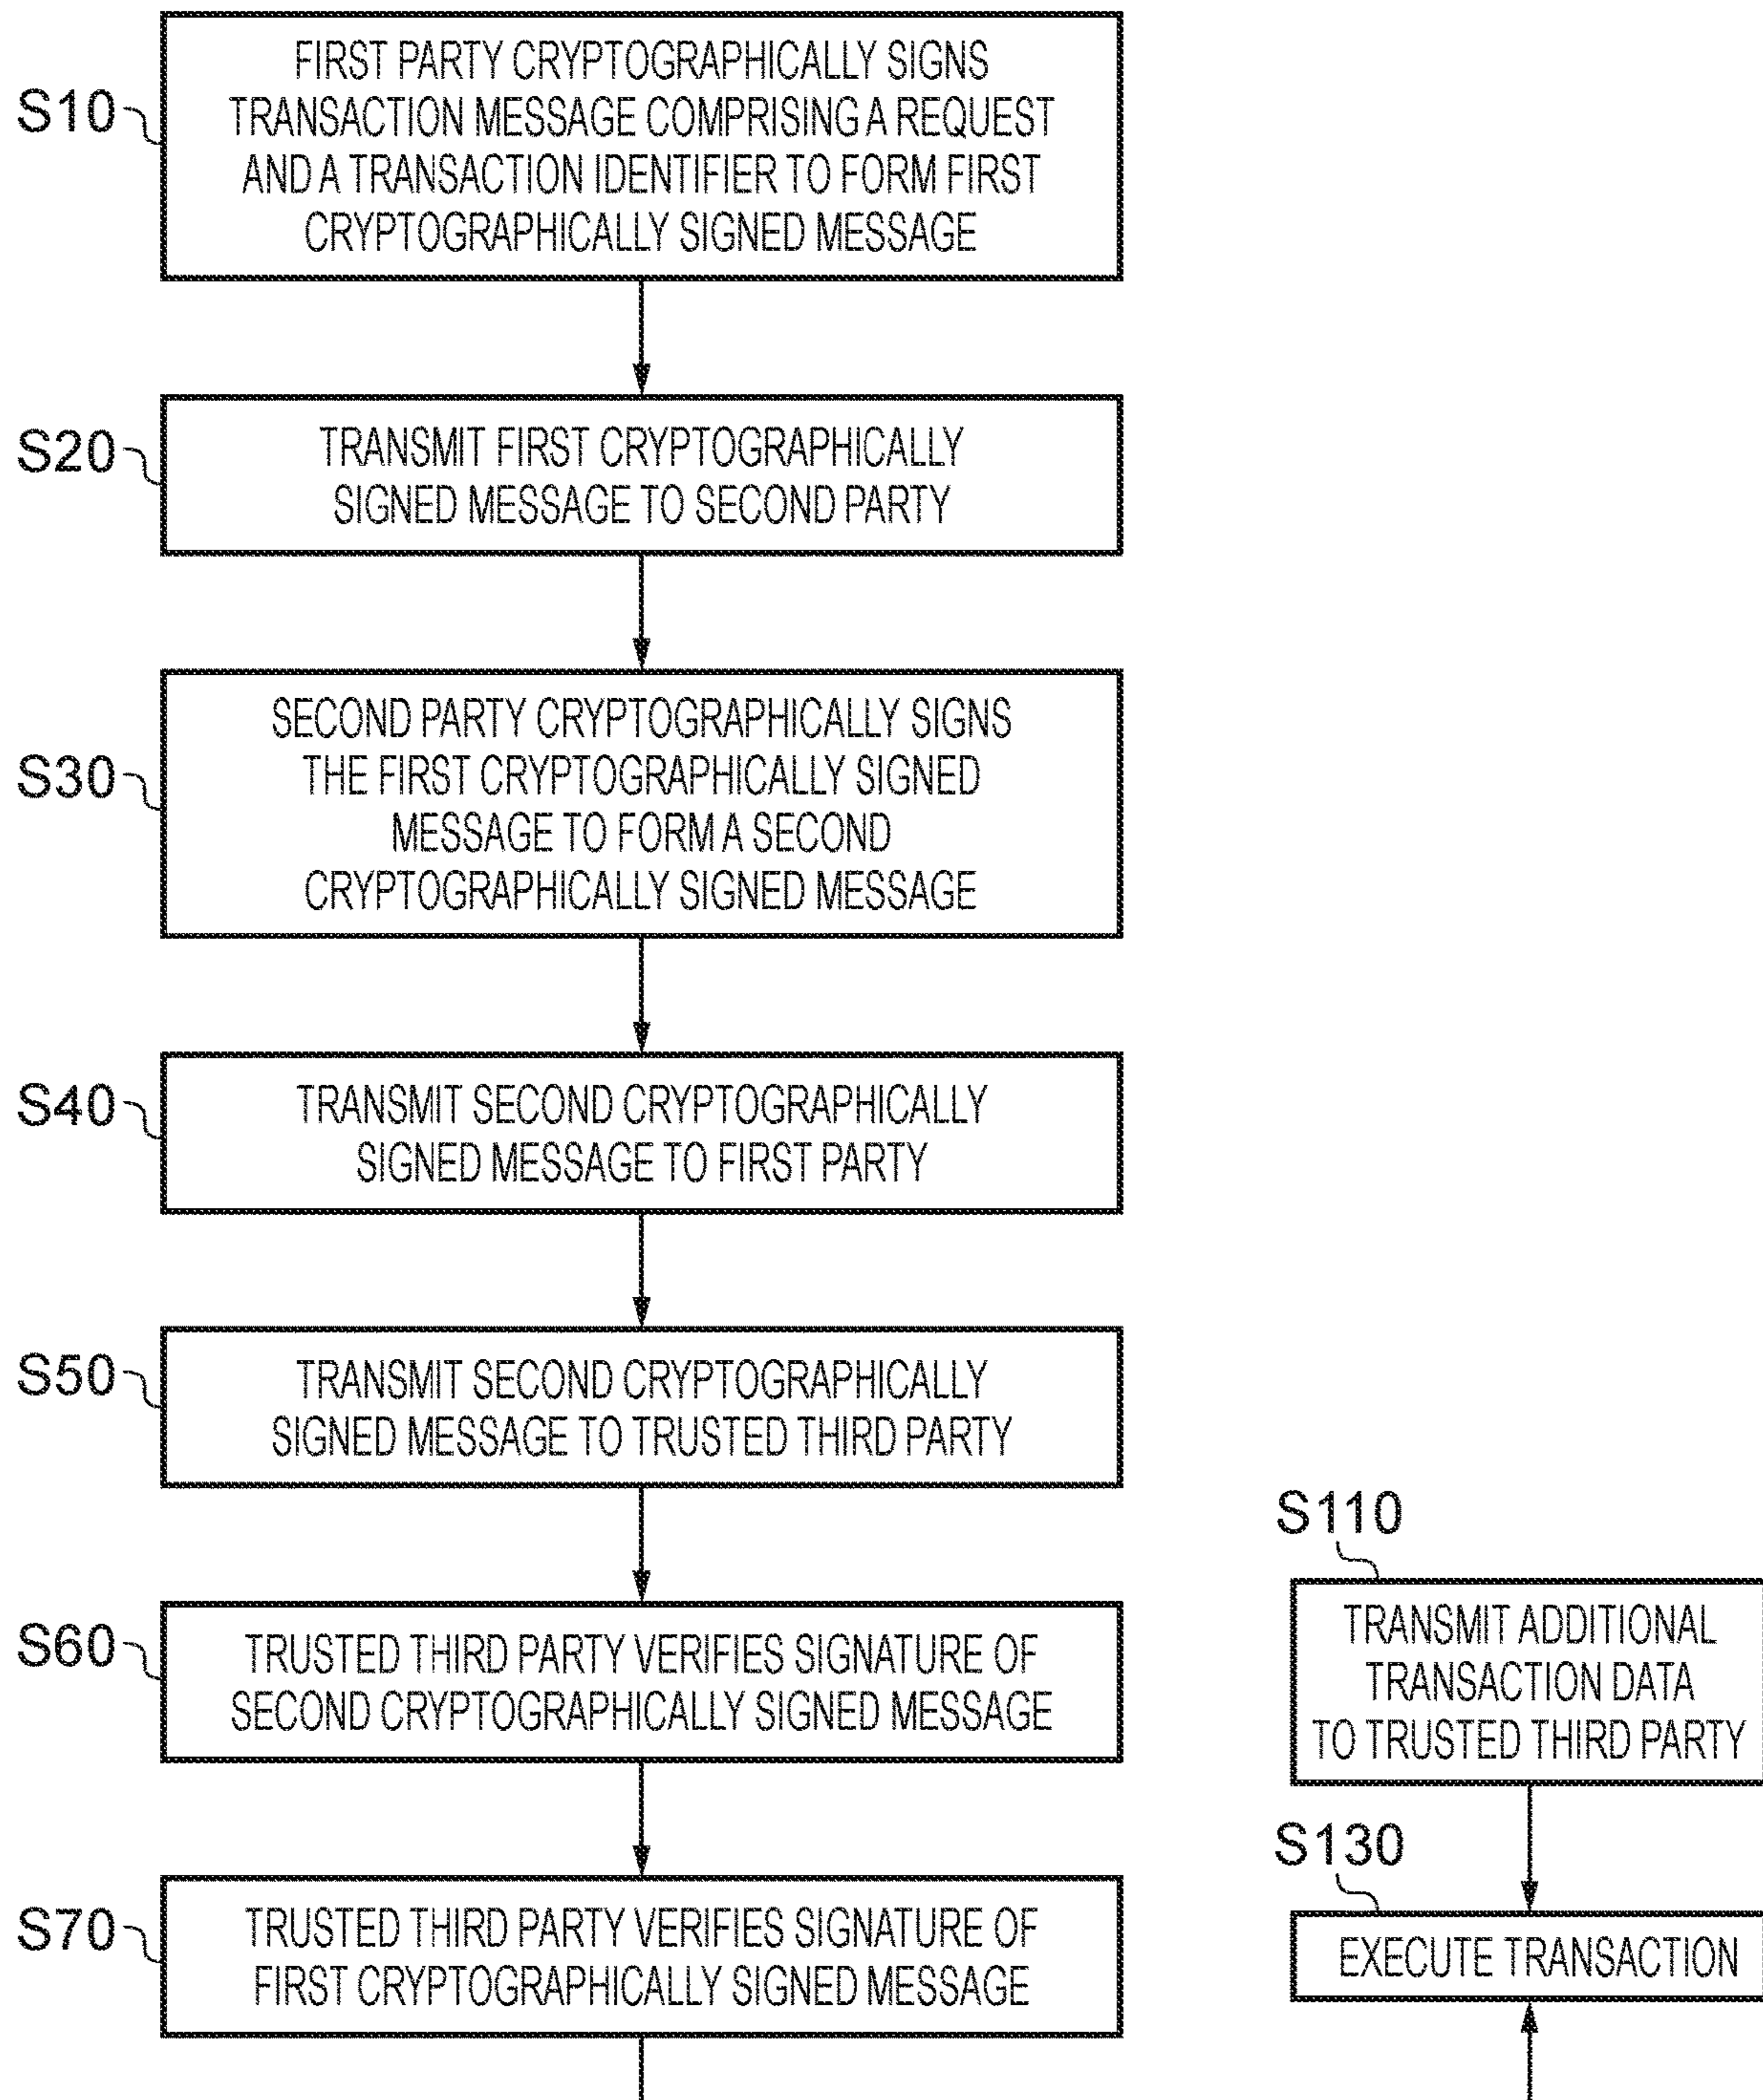 S10
FIRST PARTY CRYPTOGRAPHICALLY SIGNS
TRANSACTION MESSAGE COMPRISING A REQUEST
AND A TRANSACTION IDENTIFIER TO FORM FIRST
CRYPTOGRAPHICALLY SIGNED MESSAGE
S20
TRANSMIT FIRST CRYPTOGRAPHICALLY
SIGNED MESSAGE TO SECOND PARTY
S30
SECOND PARTY CRYPTOGRAPHICALLY SIGNS
THE FIRST CRYPTOGRAPHICALLY SIGNED
MESSAGE TO FORM A SECOND
CRYPTOGRAPHICALLY SIGNED MESSAGE
S40
TRANSMIT SECOND CRYPTOGRAPHICALLY
SIGNED MESSAGE TO FIRST PARTY
S50
TRANSMIT SECOND CRYPTOGRAPHICALLY
SIGNED MESSAGE TO TRUSTED THIRD PARTY
S60
TRUSTED THIRD PARTY VERIFIES SIGNATURE OF
SECOND CRYPTOGRAPHICALLY SIGNED MESSAGE
S70
TRUSTED THIRD PARTY VERIFIES SIGNATURE OF
FIRST CRYPTOGRAPHICALLY SIGNED MESSAGE
S110
TRANSMIT ADDITIONAL
TRANSACTION DATA
TO TRUSTED THIRD PARTY
S130
EXECUTE TRANSACTION